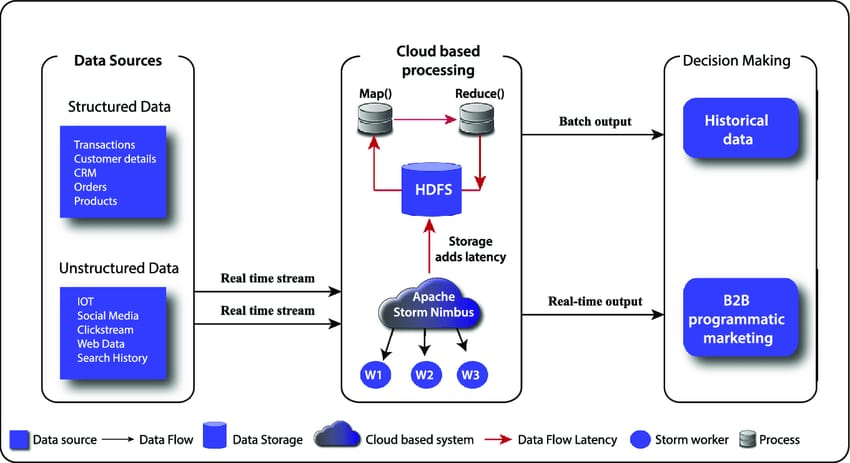 Data Sources
Structured Data
Transactions
Customer details
CRM
Orders
Products
Unstructured Data
IOT
Social Media
Clickstream
Web Data
Search History
Real time stream
Real time stream
Cloud based
processing
Map()
Reduce()
HDFS
Storage
adds latency
Apache
Storm Nimbus
W1
W2
W3
Batch output
Real-time output
Decision Making
Historical
data
B2B
programmatic
marketing
Data source
Data Flow
Data Storage
Cloud based system
Data Flow Latency
Storm worker
Process